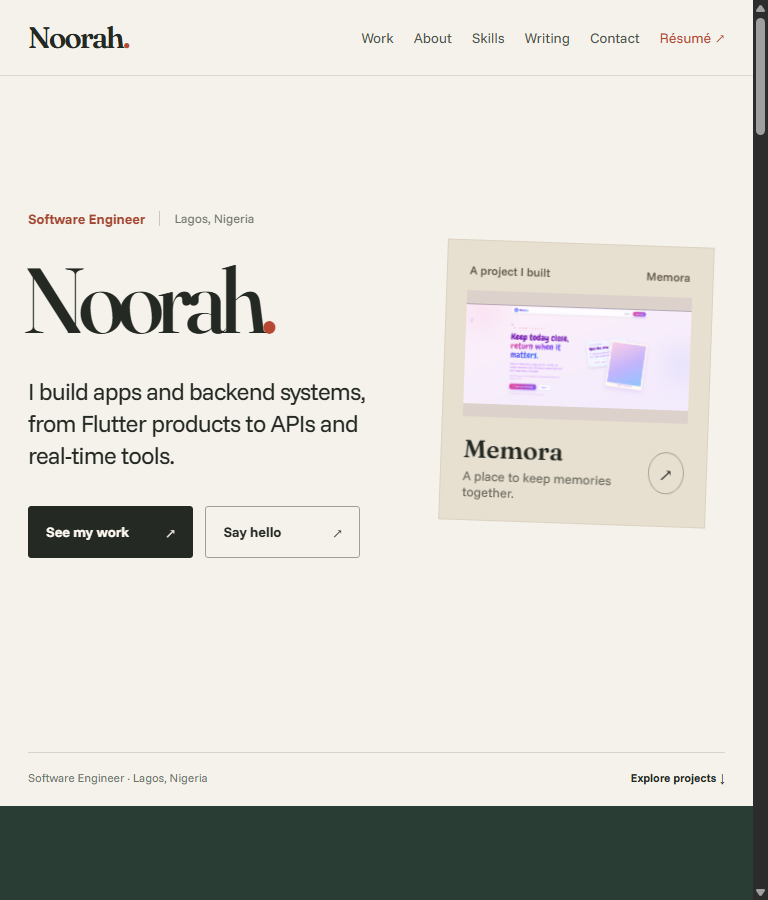 Noorah.
Work About Skills Writing Contact Résumé ↗
Software Engineer | Lagos, Nigeria
Noorah.
I build apps and backend systems,
from Flutter products to APIs and
real-time tools.
See my work ↗
Say hello ↗
A project I built Memora
Keep today close,
return when it
matters.
Memora
A place to keep memories
together.
↗
Software Engineer · Lagos, Nigeria
Explore projects ↓